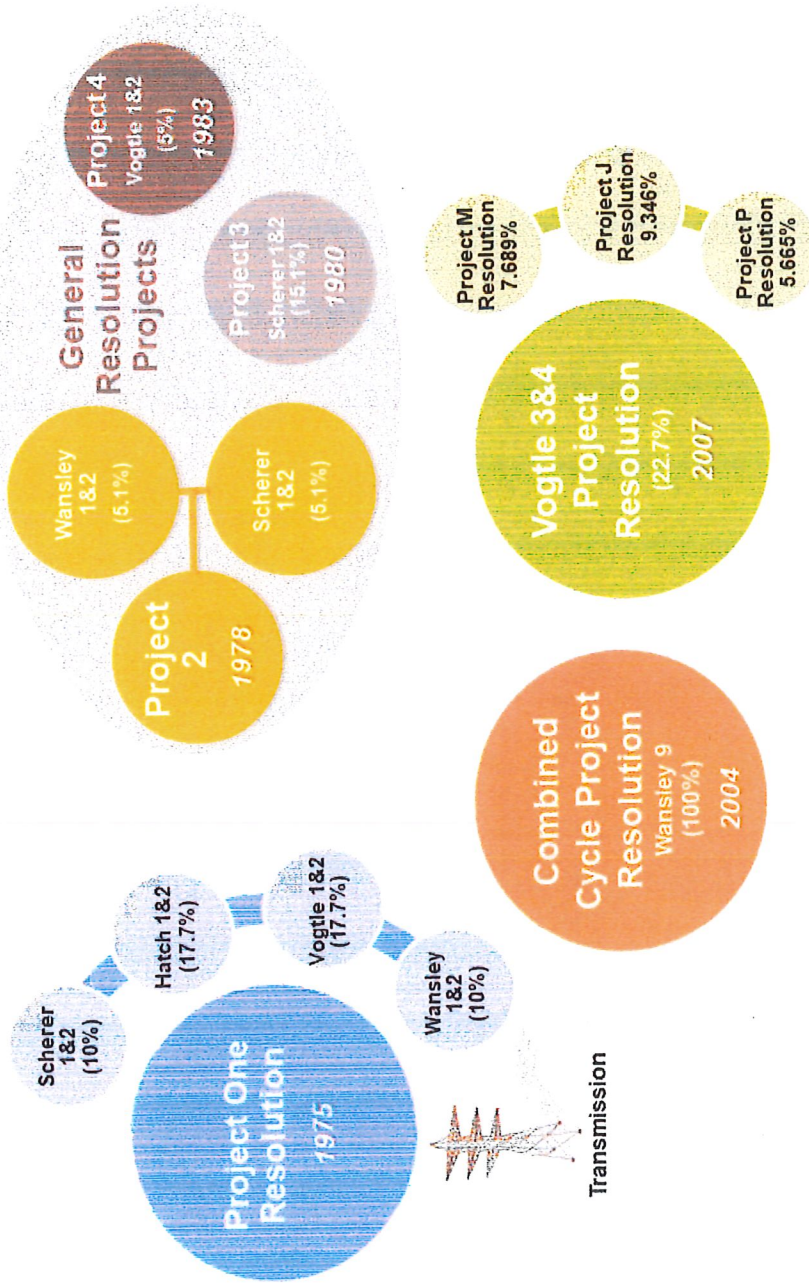 Project One
Resolution
1975
Scherer
1&2
(10%)
Hatch 1&2
(17.7%)
Vogtle 1&2
(17.7%)
Wansley
1&2
(10%)
Transmission
General
Resolution
Projects
Project
2
1978
Wansley
1&2
(5.1%)
Scherer
1&2
(5.1%)
Project 3
Scherer 1&2
(15.1%)
1980
Project 4
Vogtle 1&2
(5%)
1983
Combined
Cycle Project
Resolution
Wansley 9
(100%)
2004
Vogtle 3&4
Project
Resolution
(22.7%)
2007
Project M
Resolution
7.689%
Project J
Resolution
9.346%
Project P
Resolution
5.665%